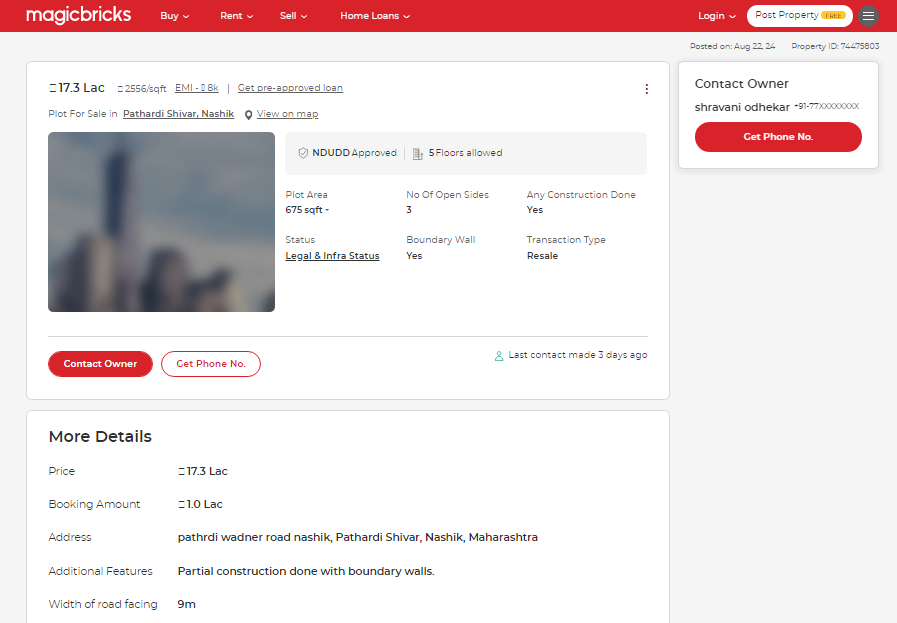 magicbricks Buy Rent Sell Home Loans Login Post Property FREE
Posted on: Aug 22, 24 Property ID: 74475803
17.3 Lac 2556/sqft EMI - 8k | Get pre-approved loan
Plot For Sale in Pathardi Shivar, Nashik View on map
NDUDD Approved 5 Floors allowed
Plot Area No Of Open Sides Any Construction Done
675 sqft 3 Yes
Status Boundary Wall Transaction Type
Legal & Infra Status Yes Resale
Contact Owner Get Phone No. Last contact made 3 days ago
Contact Owner
shravani odhekar +91-77XXXXXXXX
Get Phone No.
More Details
Price 17.3 Lac
Booking Amount 1.0 Lac
Address pathrdi wadner road nashik, Pathardi Shivar, Nashik, Maharashtra
Additional Features Partial construction done with boundary walls.
Width of road facing 9m